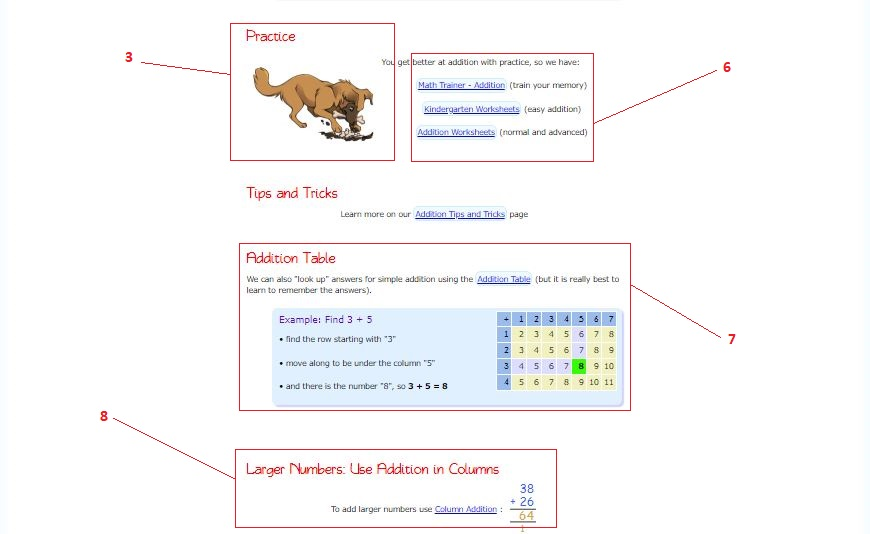 Practice
3
You get better at addition with practice, so we have:
6
Math Trainer - Addition (train your memory)
Kindergarten Worksheets (easy addition)
Addition Worksheets (normal and advanced)
Tips and Tricks
Learn more on our Addition Tips and Tricks page
Addition Table
We can also "look up" answers for simple addition using the Addition Table (but it is really best to
learn to remember the answers).
7
Example: Find 3 + 5
• find the row starting with "3"
• move along to be under the column "5"
• and there is the number "8", so 3 + 5 = 8
+ 1 2 3 4 5 6 7
1 2 3 4 5 6 7 8
2 3 4 5 6 7 8 9
3 4 5 6 7 8 9 10
4 5 6 7 8 9 10 11
8
Larger Numbers: Use Addition in Columns
To add larger numbers use Column Addition :
38
+ 26
64
1